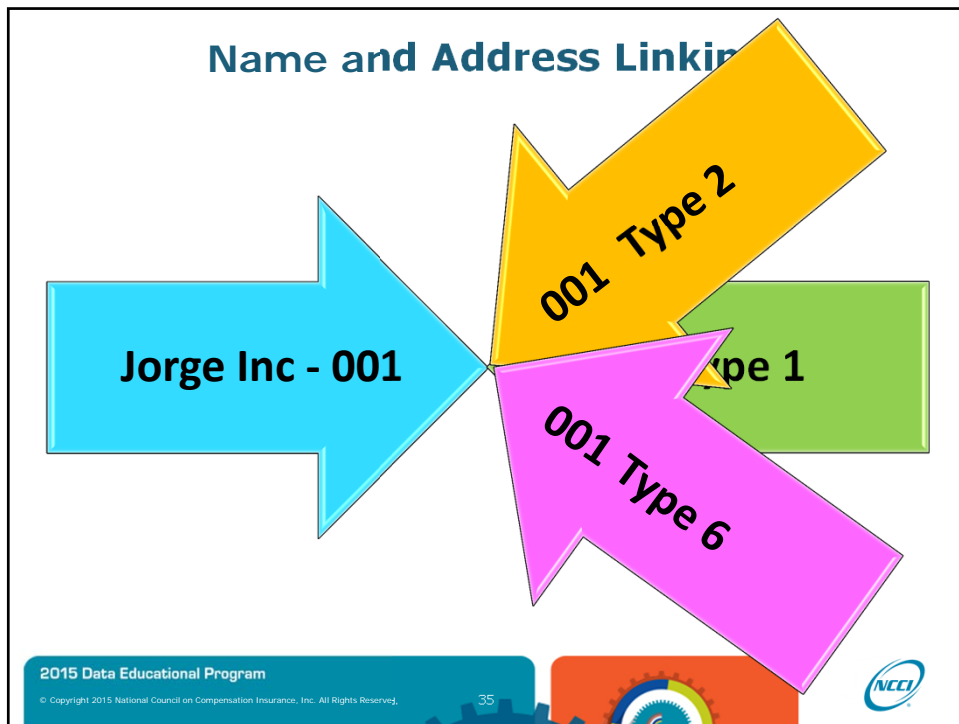 Name and Address Linkin
001 Type 2
Jorge Inc - 001
ype 1
001 Type 6
2015 Data Educational Program
© Copyright 2015 National Council on Compensation Insurance, Inc. All Rights Reserved,
35
NCCI